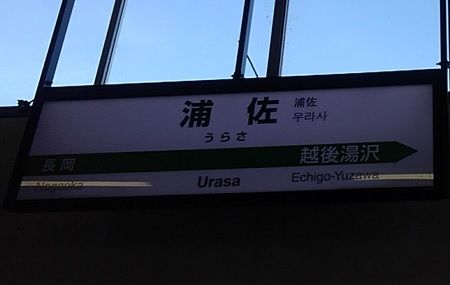 浦佐
うらさ
浦佐
우라사
長岡
越後湯沢
Nagaoka
Urasa
Echigo-Yuzawa